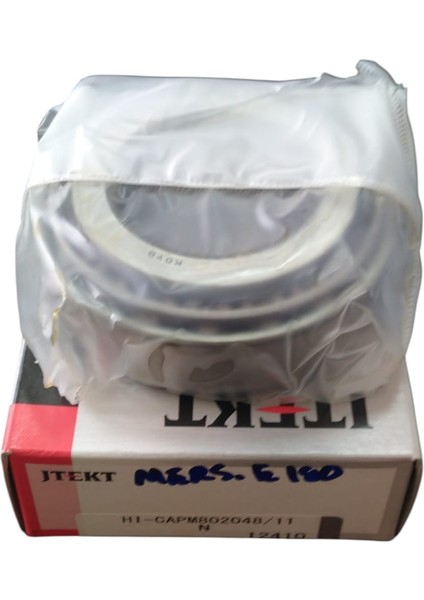 KOYO
JTEKT
JTEKT
MERS. E 180
HI-CAPM802048/11
N
12410